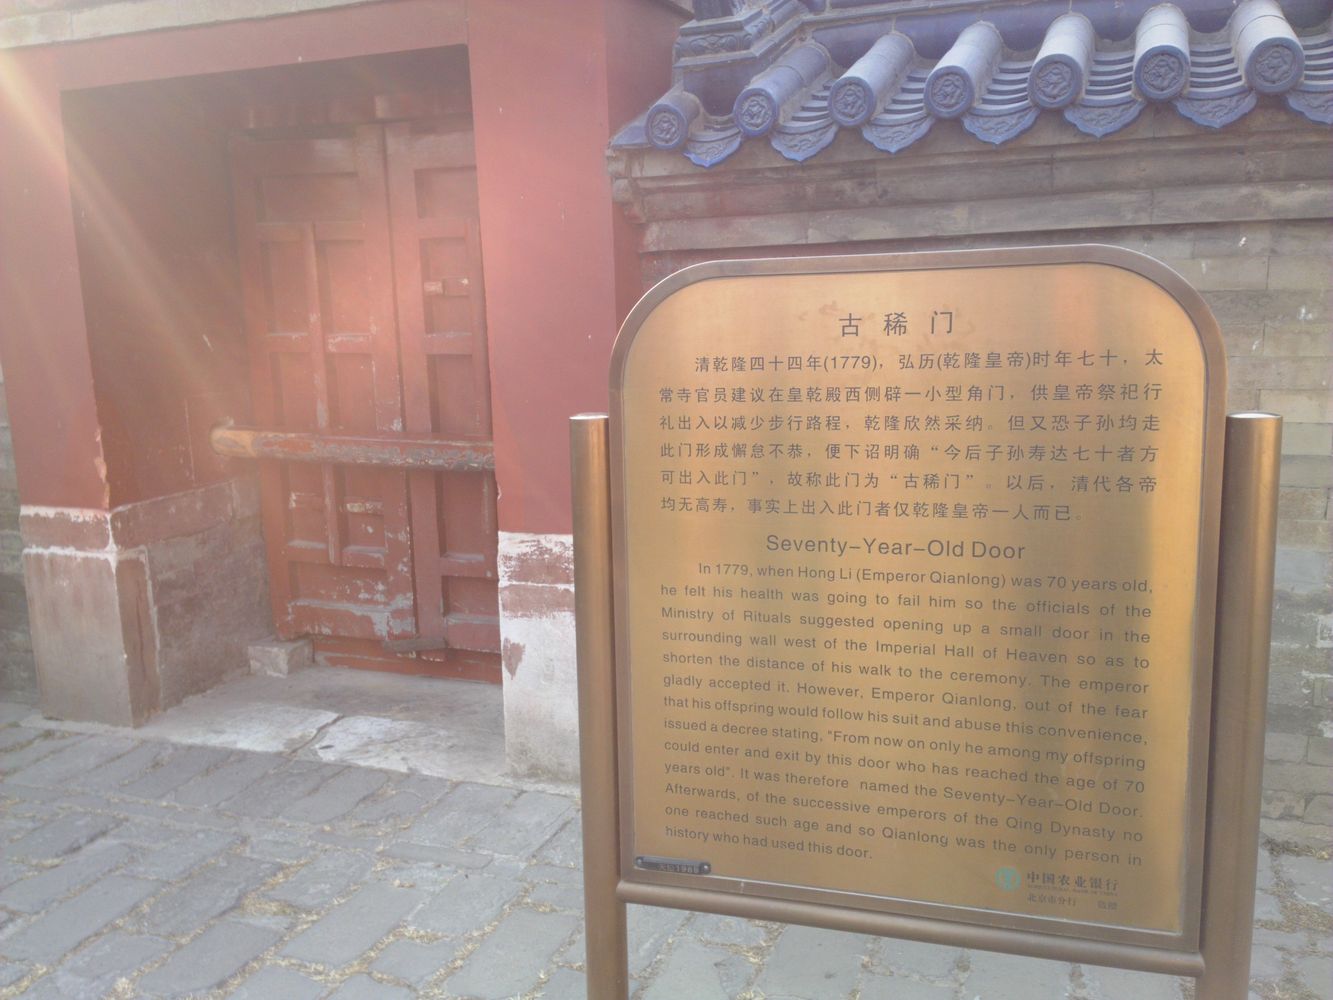 古稀门
清乾隆四十四年(1779)，弘历(乾隆皇帝)时年七十，太
常寺官员建议在皇乾殿西侧辟一小型角门，供皇帝祭祀行
礼出入以减少步行路程，乾隆欣然采纳。但又恐子孙均走
此门形成懈怠不恭，便下诏明确“今后子孙寿达七十者方
可出入此门”，故称此门为“古稀门”。以后，清代各帝
均无高寿，事实上出入此门者仅乾隆皇帝一人而已。
Seventy-Year-Old Door
In 1779, when Hong Li (Emperor Qianlong) was 70 years old,
he felt his health was going to fail him so the officials of the
Ministry of Rituals suggested opening up a small door in the
surrounding wall west of the Imperial Hall of Heaven so as to
shorten the distance of his walk to the ceremony. The emperor
gladly accepted it. However, Emperor Qianlong, out of the fear
that his offspring would follow his suit and abuse this convenience,
issued a decree stating, "From now on only he among my offspring
could enter and exit by this door who has reached the age of 70
years old". It was therefore named the Seventy-Year-Old Door.
Afterwards, of the successive emperors of the Qing Dynasty no
one reached such age and so Qianlong was the only person in
history who had used this door.
中国农业银行
北京市分行